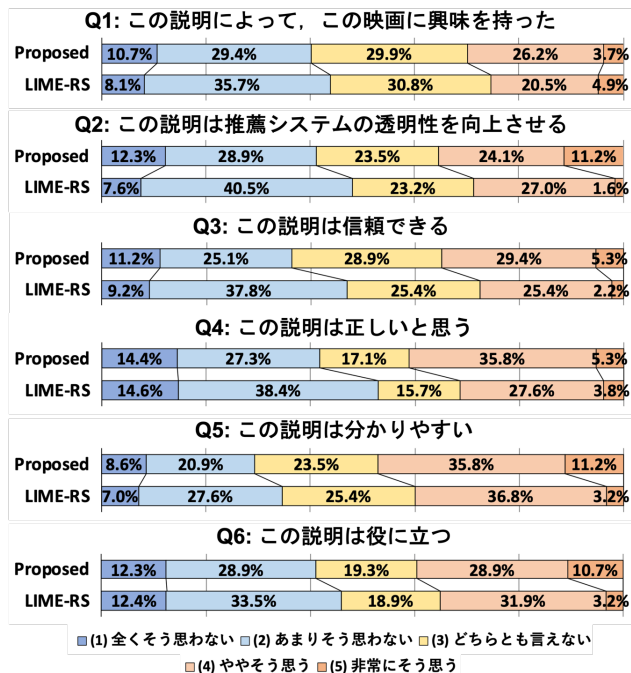 Q1: この説明によって，この映画に興味を持った
Proposed 10.7% 29.4% 29.9% 26.2% 3.7%
LIME-RS 8.1% 35.7% 30.8% 20.5% 4.9%
Q2: この説明は推薦システムの透明性を向上させる
Proposed 12.3% 28.9% 23.5% 24.1% 11.2%
LIME-RS 7.6% 40.5% 23.2% 27.0% 1.6%
Q3: この説明は信頼できる
Proposed 11.2% 25.1% 28.9% 29.4% 5.3%
LIME-RS 9.2% 37.8% 25.4% 25.4% 2.2%
Q4: この説明は正しいと思う
Proposed 14.4% 27.3% 17.1% 35.8% 5.3%
LIME-RS 14.6% 38.4% 15.7% 27.6% 3.8%
Q5: この説明は分かりやすい
Proposed 8.6% 20.9% 23.5% 35.8% 11.2%
LIME-RS 7.0% 27.6% 25.4% 36.8% 3.2%
Q6: この説明は役に立つ
Proposed 12.3% 28.9% 19.3% 28.9% 10.7%
LIME-RS 12.4% 33.5% 18.9% 31.9% 3.2%
(1) 全くそう思わない (2) あまりそう思わない (3) どちらとも言えない
(4) ややそう思う (5) 非常にそう思う